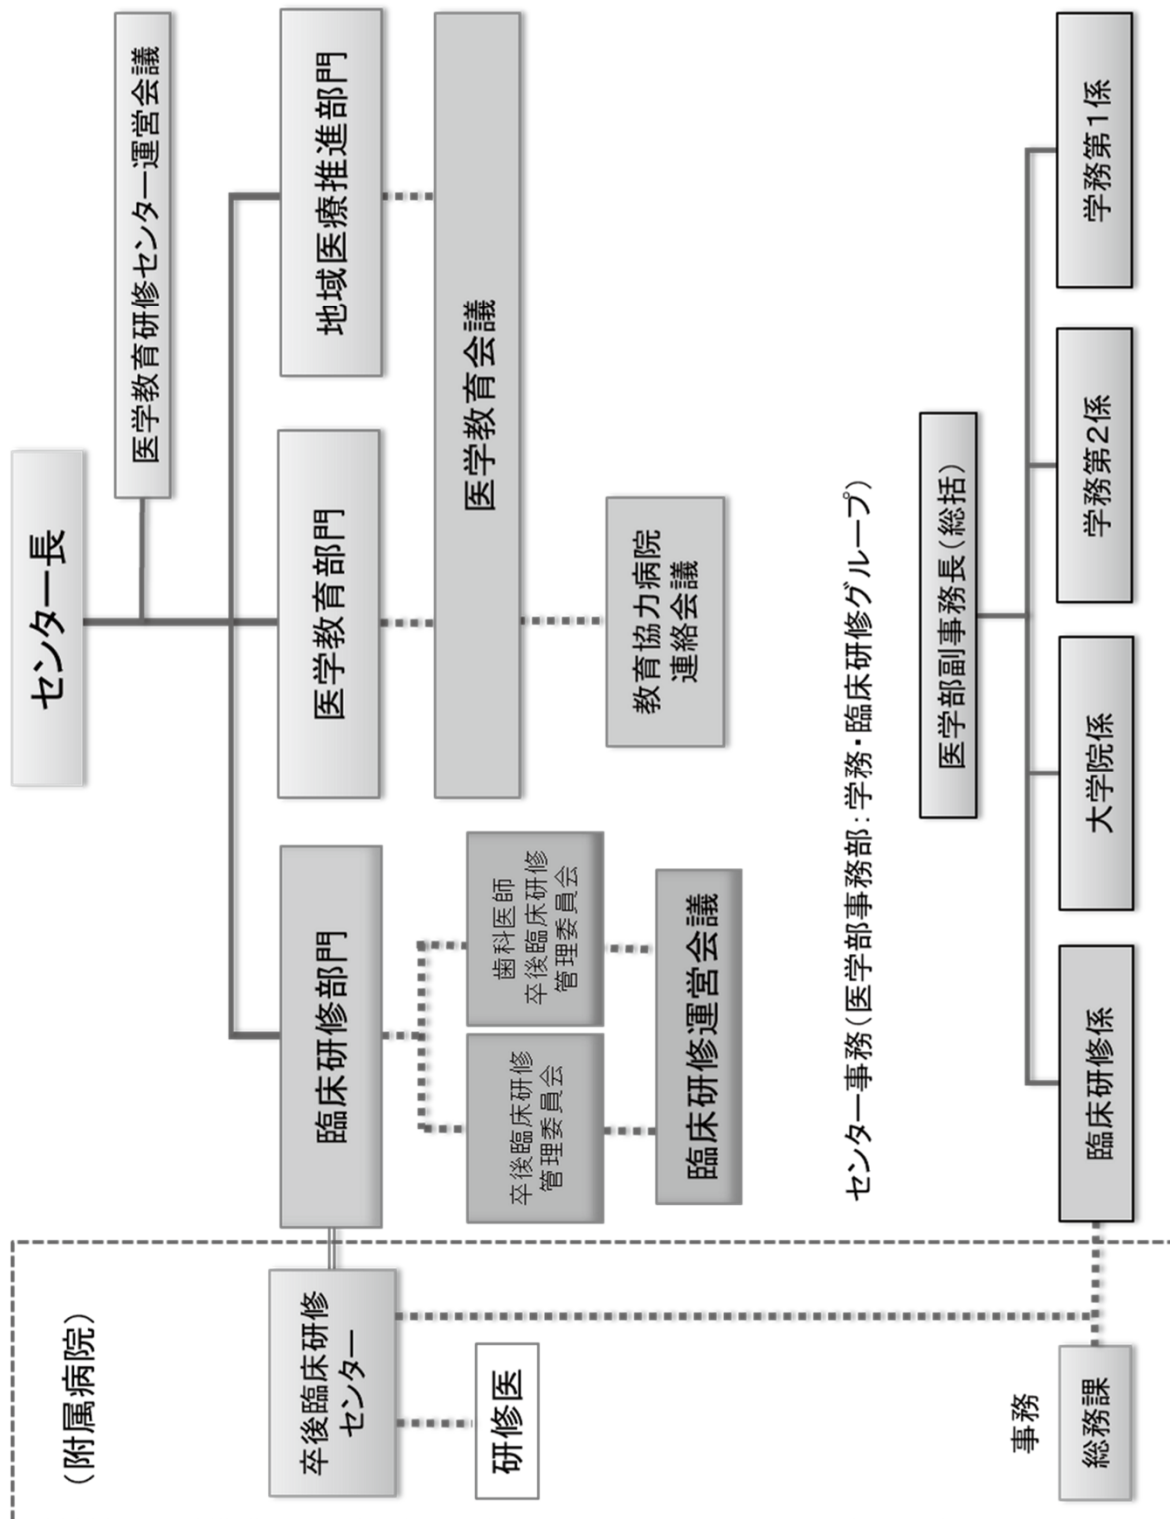 センター長
医学教育研修センター運営会議
臨床研修部門
医学教育部門
地域医療推進部門
(附属病院)
卒後臨床研修
センター
研修医
卒後臨床研修
管理委員会
歯科医師
卒後臨床研修
管理委員会
臨床研修運営会議
医学教育会議
教育協力病院
連絡会議
センター事務(医学部事務部:学務・臨床研修グループ)
医学部副事務長(総括)
事務
総務課
臨床研修係
大学院係
学務第2係
学務第1係